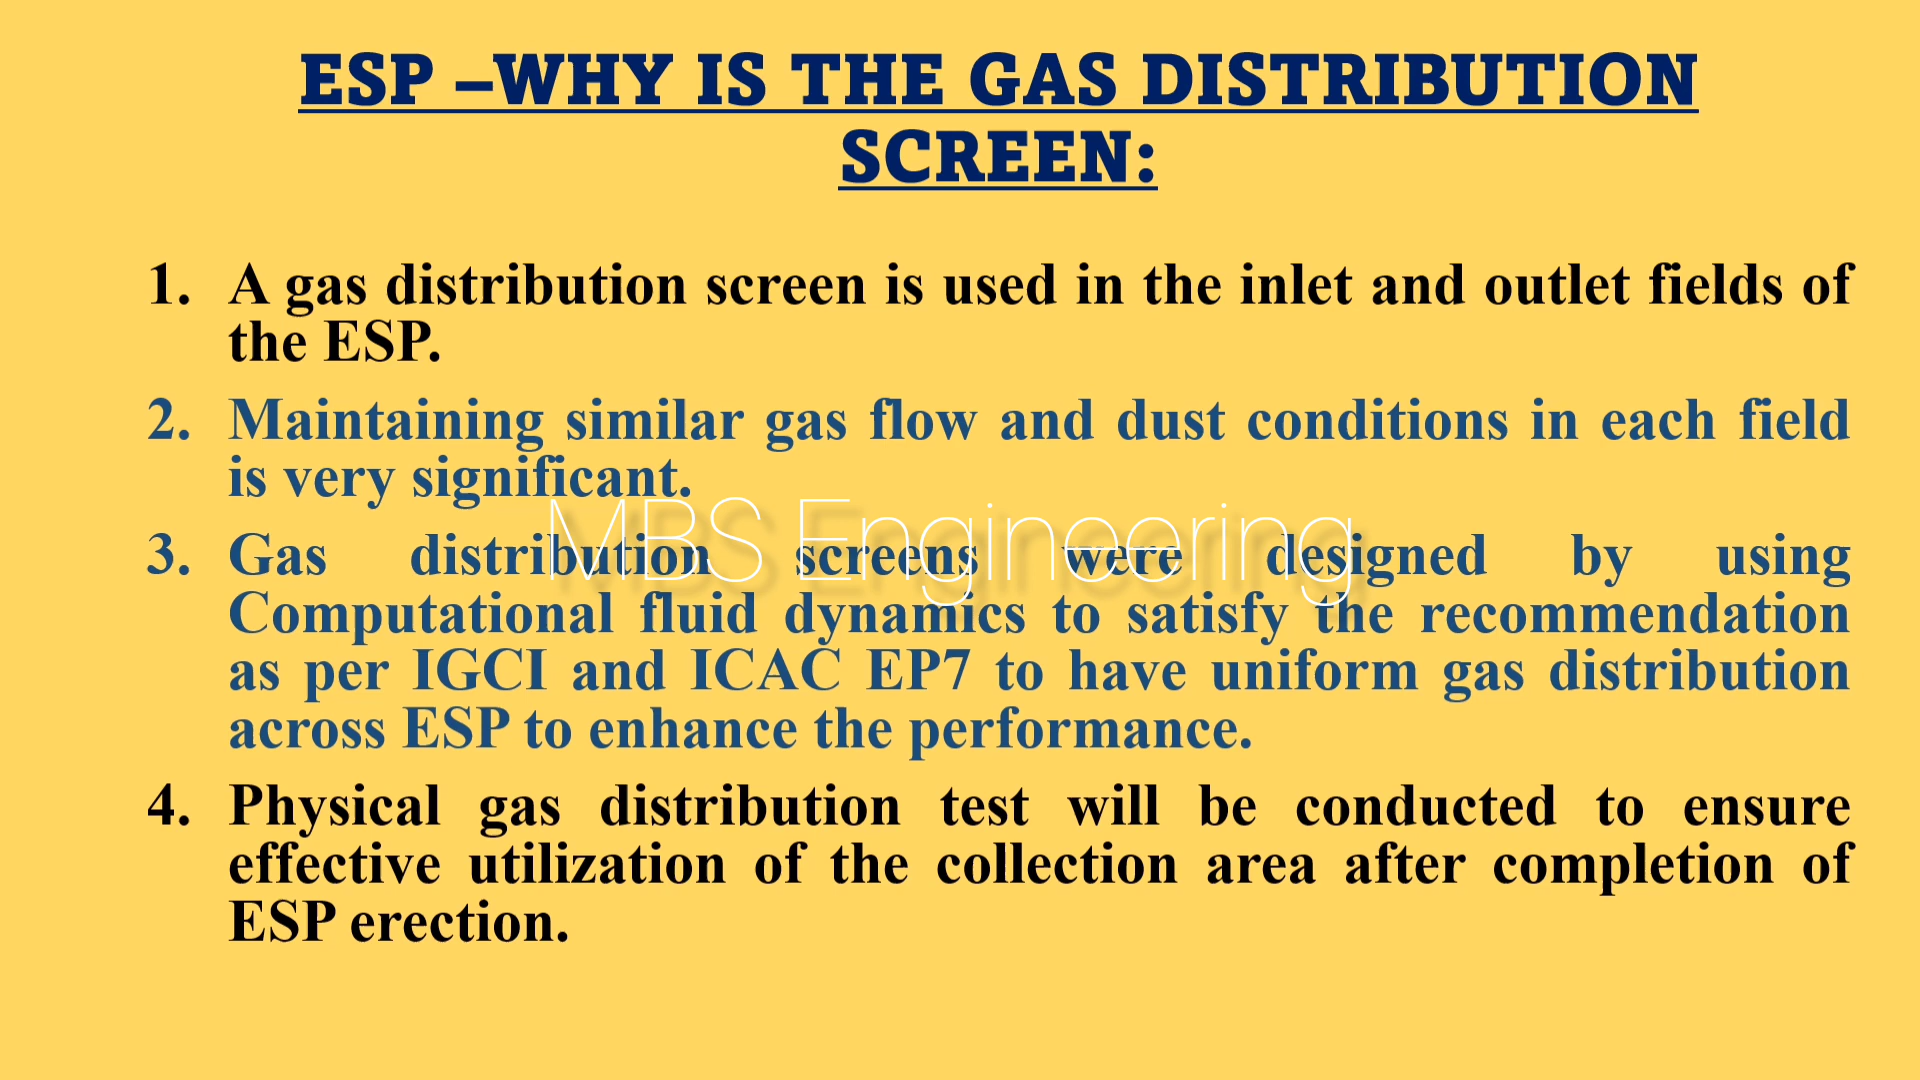 ESP –WHY IS THE GAS DISTRIBUTION
SCREEN:
1. A gas distribution screen is used in the inlet and outlet fields of
the ESP.
2. Maintaining similar gas flow and dust conditions in each field
is very significant.
MBS Engineering
3. Gas distribution screens were designed by using
Computational fluid dynamics to satisfy the recommendation
as per IGCI and ICAC EP7 to have uniform gas distribution
across ESP to enhance the performance.
4. Physical gas distribution test will be conducted to ensure
effective utilization of the collection area after completion of
ESP erection.